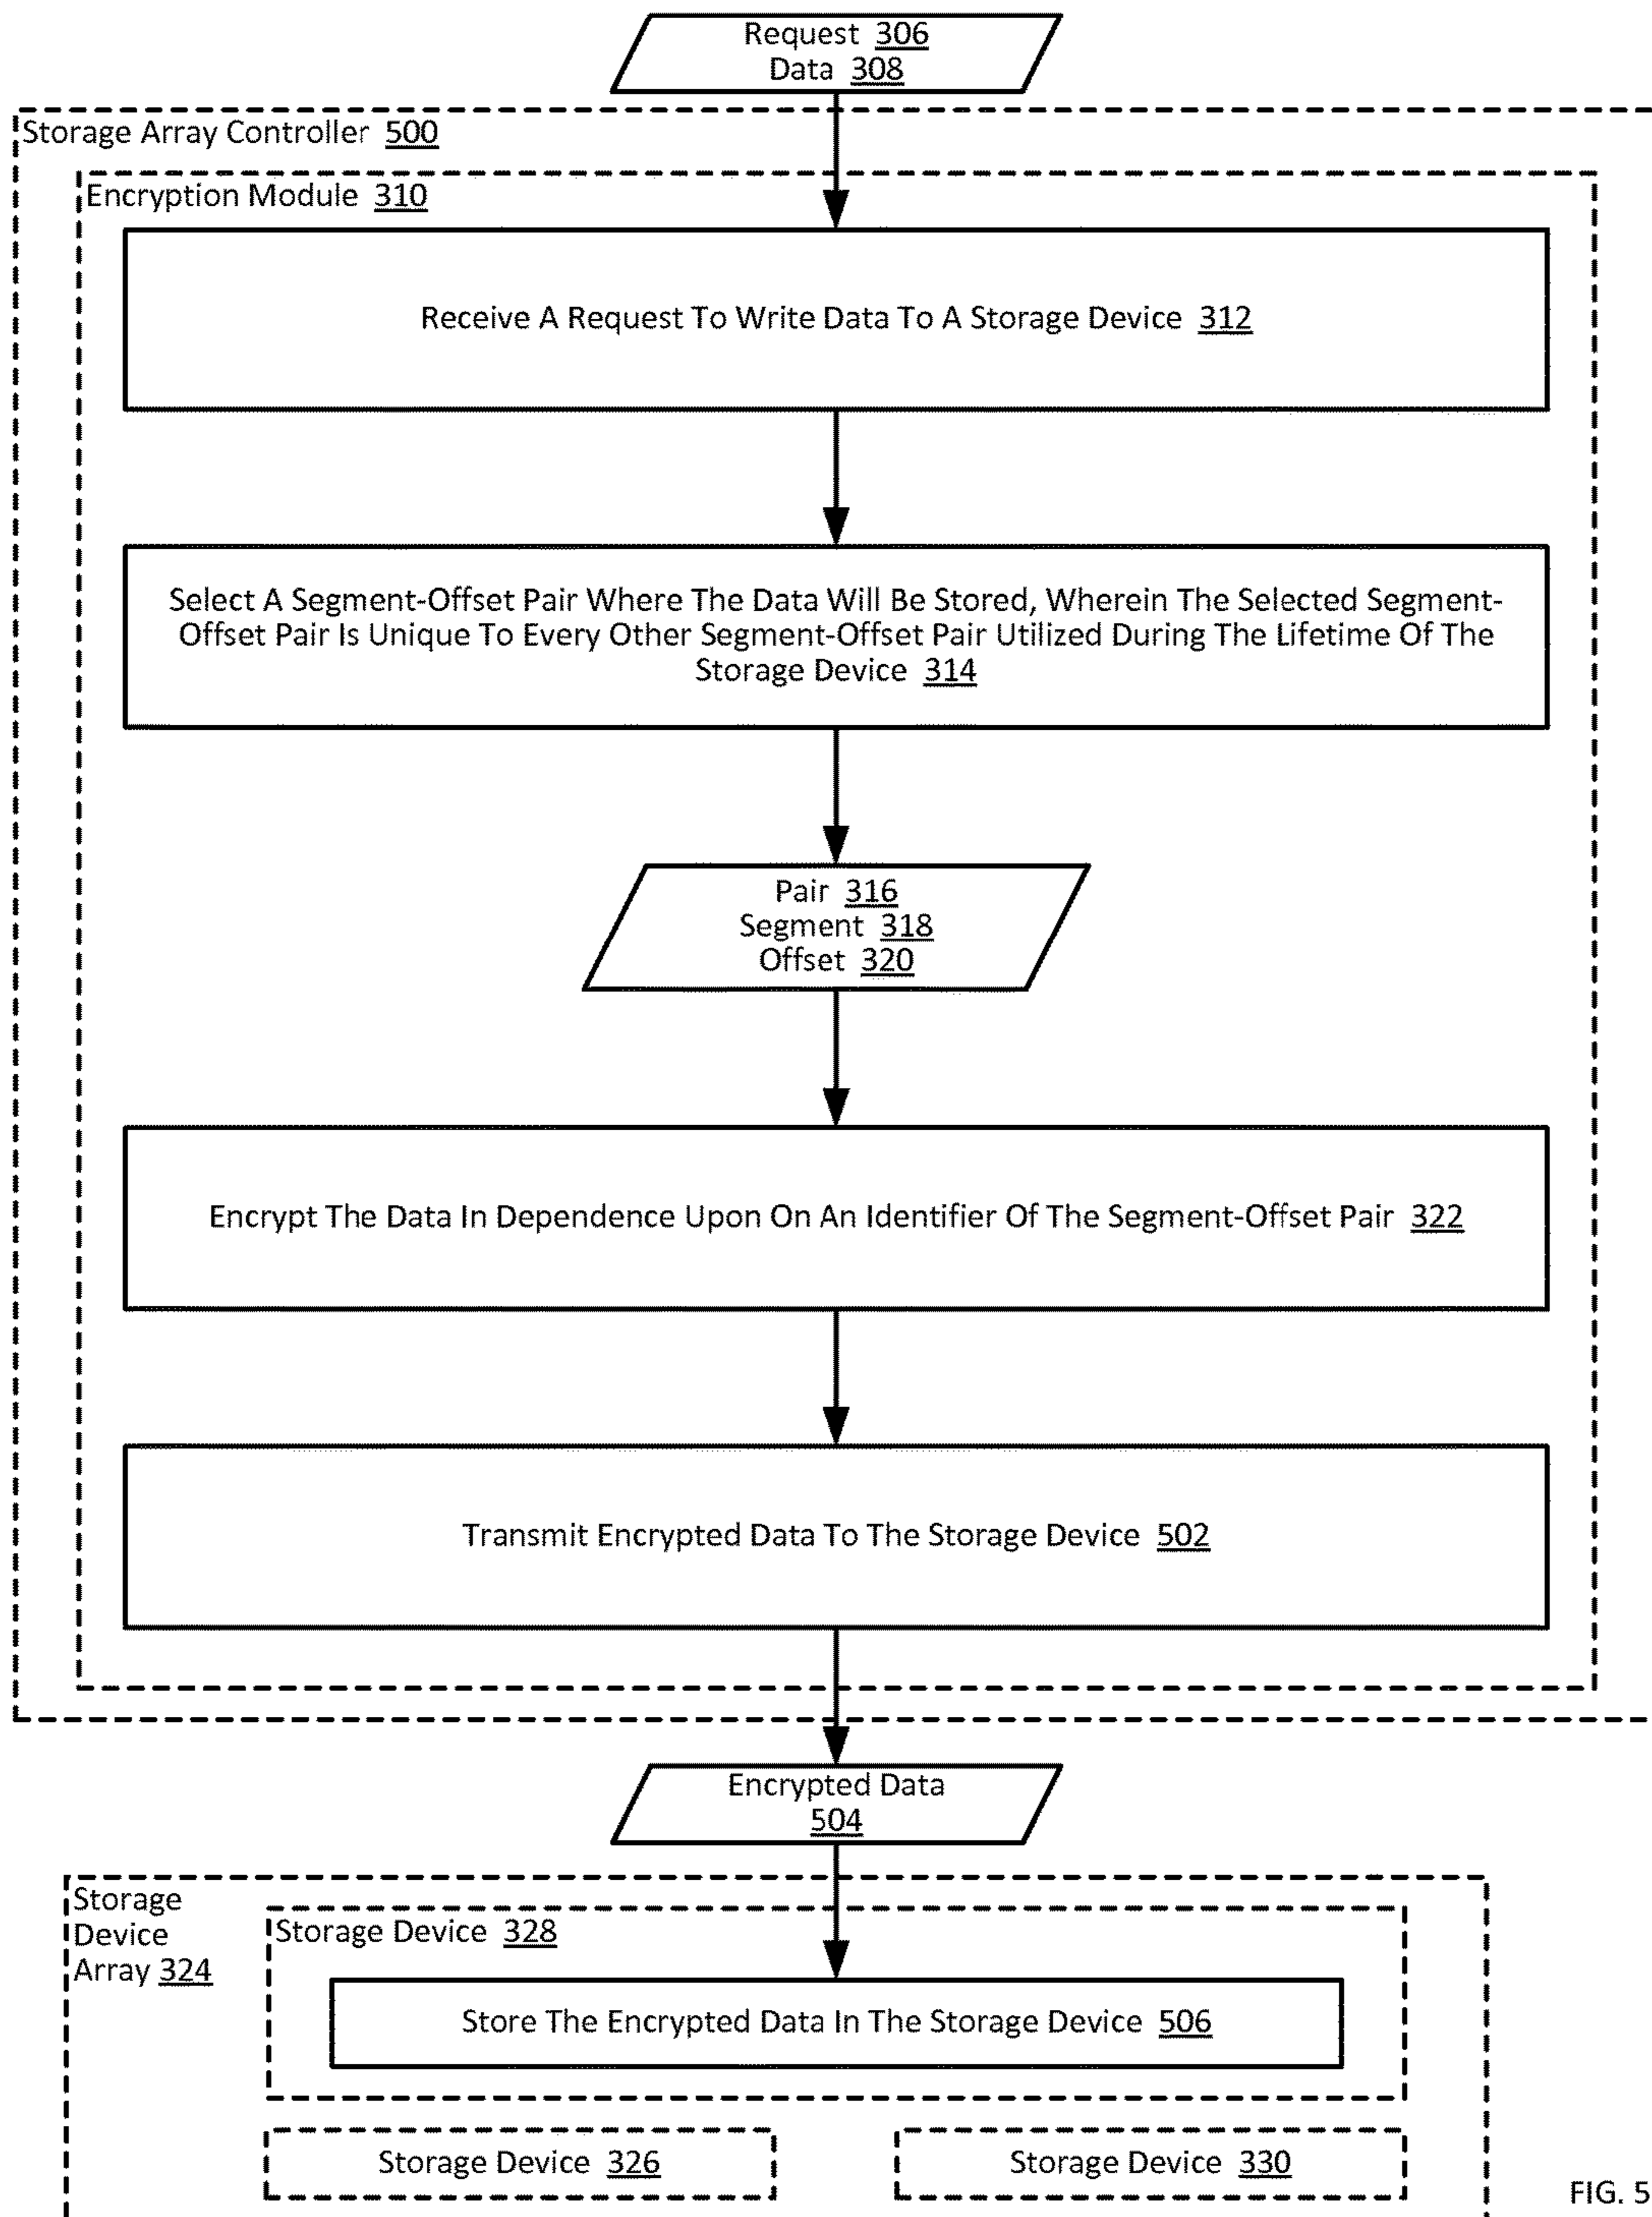 Request 306
Data 308
Storage Array Controller 500
Encryption Module 310
Receive A Request To Write Data To A Storage Device 312
Select A Segment-Offset Pair Where The Data Will Be Stored, Wherein The Selected Segment-
Offset Pair Is Unique To Every Other Segment-Offset Pair Utilized During The Lifetime Of The
Storage Device 314
Pair 316
Segment 318
Offset 320
Encrypt The Data In Dependence Upon On An Identifier Of The Segment-Offset Pair 322
Transmit Encrypted Data To The Storage Device 502
Encrypted Data
504
Storage
Device
Array 324
Storage Device 328
Store The Encrypted Data In The Storage Device 506
Storage Device 326
Storage Device 330
FIG. 5